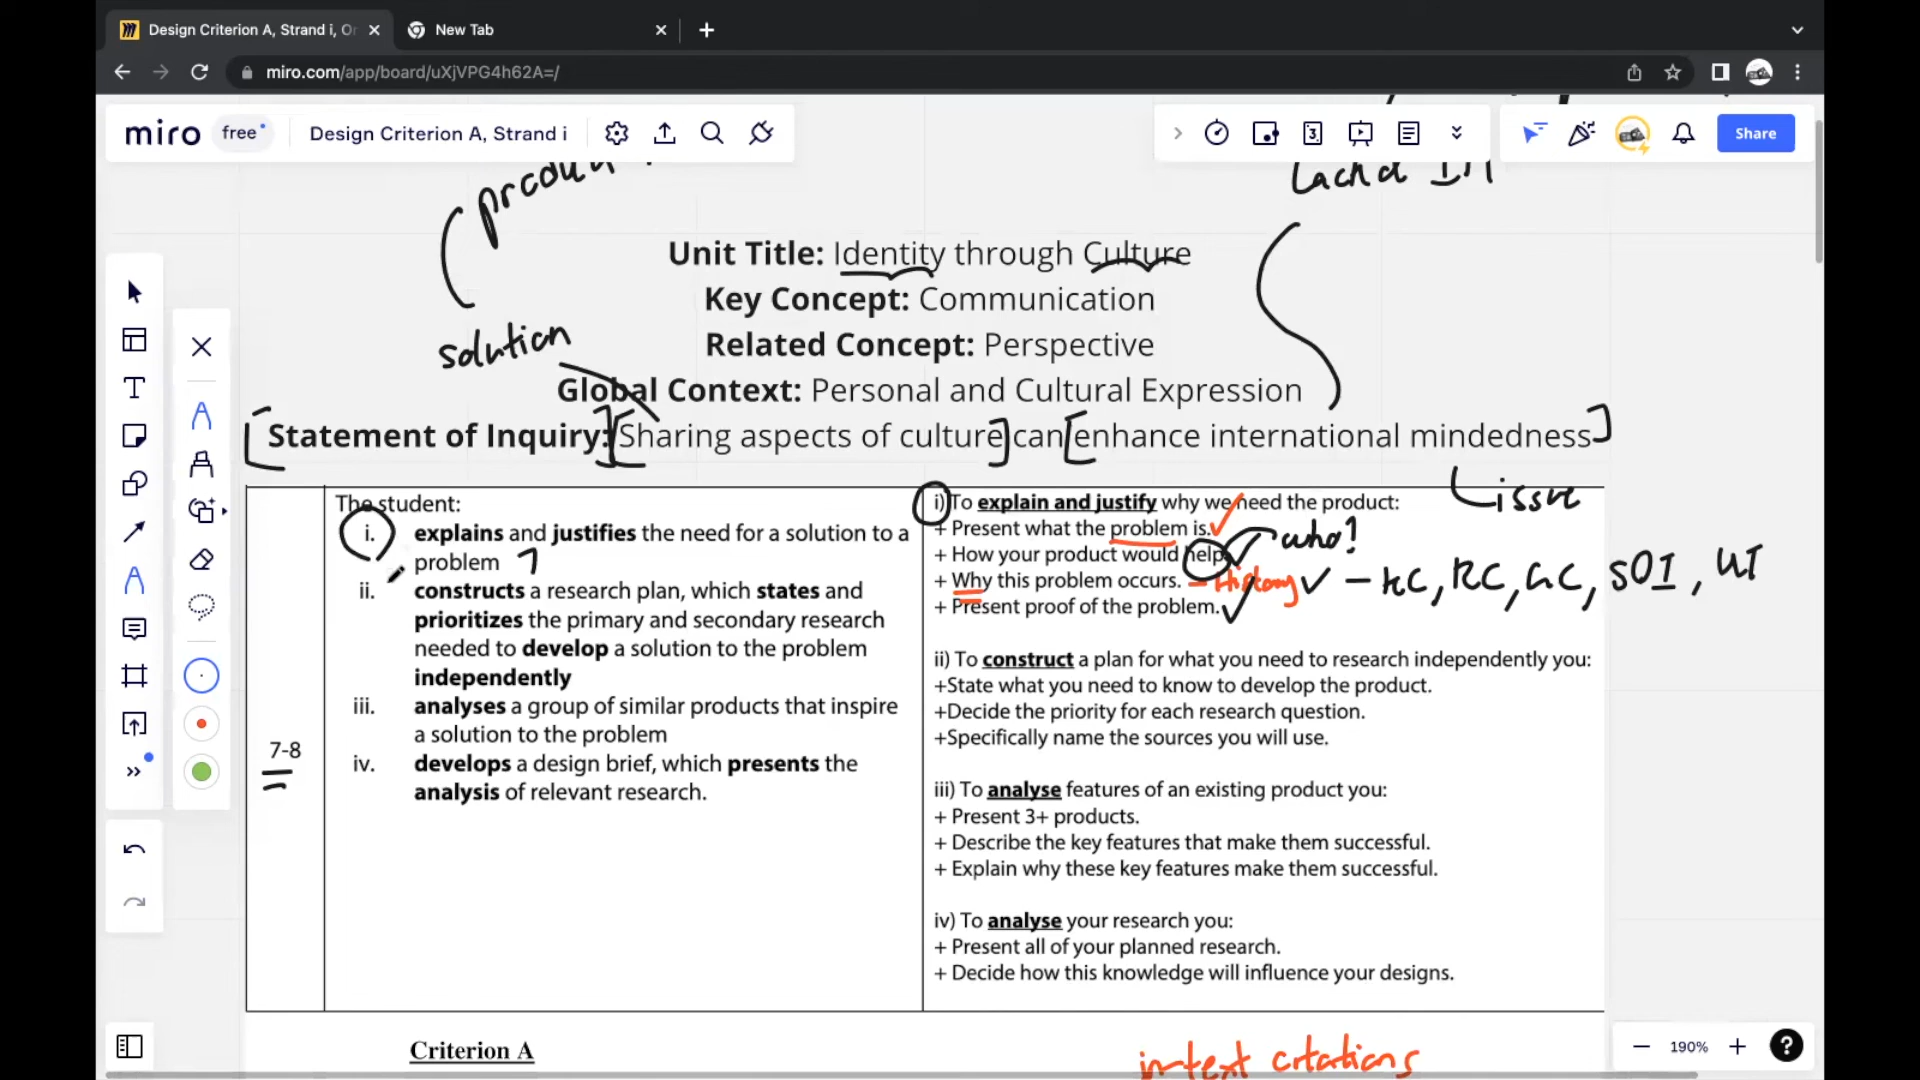 Design Criterion A, Strand i, Or
New Tab
miro.com/app/board/uXjVPG4h62A=/
miro free Design Criterion A, Strand i
3
Share
Lack of IM
solution
Unit Title: Identity through Culture
Key Concept: Communication
Related Concept: Perspective
Global Context: Personal and Cultural Expression
Statement of Inquiry: Sharing aspects of culture can enhance international mindedness
issue
7-8
The student:
i. explains and justifies the need for a solution to a
problem 7
ii. constructs a research plan, which states and
prioritizes the primary and secondary research
needed to develop a solution to the problem
independently
iii. analyses a group of similar products that inspire
a solution to the problem
iv. develops a design brief, which presents the
analysis of relevant research.
i) To explain and justify why we need the product:
+ Present what the problem is.
+ How your product would help. who?
+ Why this problem occurs. - History - KC, RC, GC, SOI, UT
+ Present proof of the problem.
ii) To construct a plan for what you need to research independently you:
+State what you need to know to develop the product.
+Decide the priority for each research question.
+Specifically name the sources you will use.
iii) To analyse features of an existing product you:
+ Present 3+ products.
+ Describe the key features that make them successful.
+ Explain why these key features make them successful.
iv) To analyse your research you:
+ Present all of your planned research.
+ Decide how this knowledge will influence your designs.
Criterion A
in text citations
190%